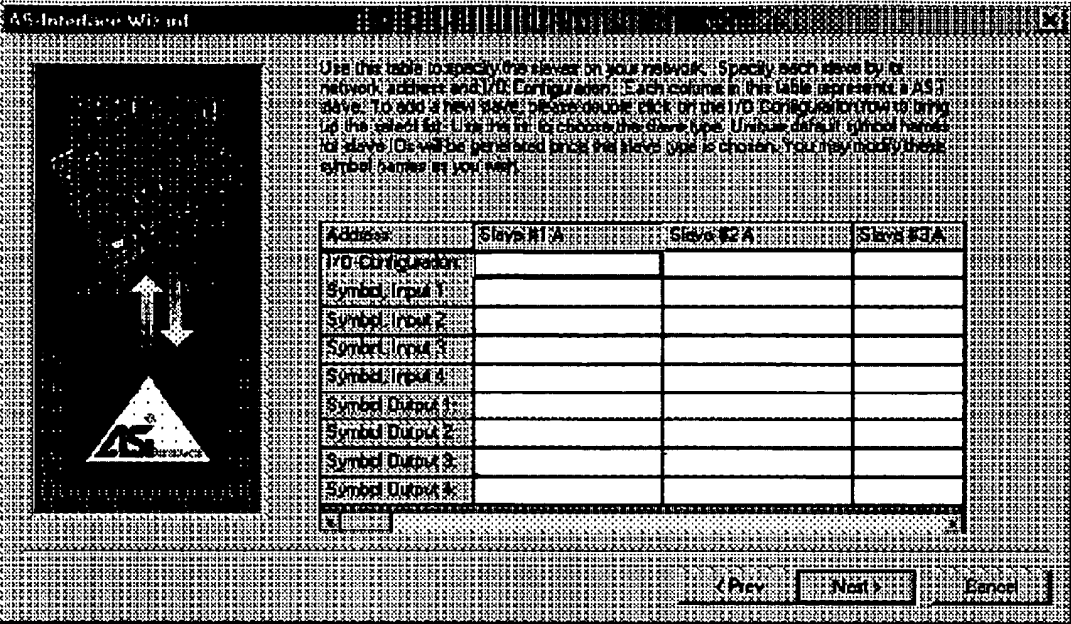 AS-Interface Wizard
Use this table to specify the slaves on your network. Specify each slave by its
network address and I/O Configuration. Each column in this table represents a AS-i
slave. To add a new slave, please double click on the I/O Configuration row to bring
up the select list. Use the list to choose the slave type. Unique default symbol names
for slave IOs will be generated once the slave type is chosen. You may modify these
symbol names as you wish.
Address: Slave #1 A Slave #2 A Slave #3 A
I/O Configuration:
Symbol, Input 1:
Symbol, Input 2:
Symbol, Input 3:
Symbol, Input 4:
Symbol Output 1:
Symbol Output 2:
Symbol Output 3:
Symbol Output 4:
ASi
® INTERFACE
< Prev Next > Cancel